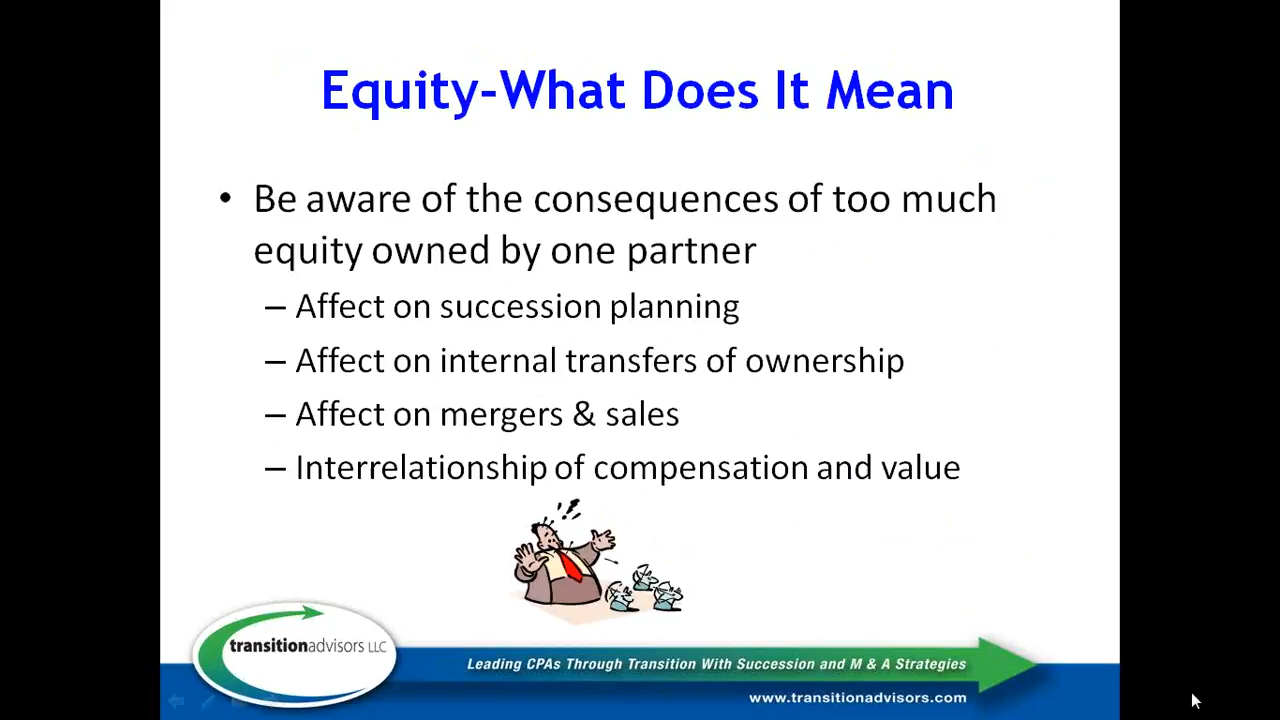 Equity-What Does It Mean
• Be aware of the consequences of too much
equity owned by one partner
– Affect on succession planning
– Affect on internal transfers of ownership
– Affect on mergers & sales
– Interrelationship of compensation and value
transitionadvisors LLC
Leading CPAs Through Transition With Succession and M & A Strategies
www.transitionadvisors.com